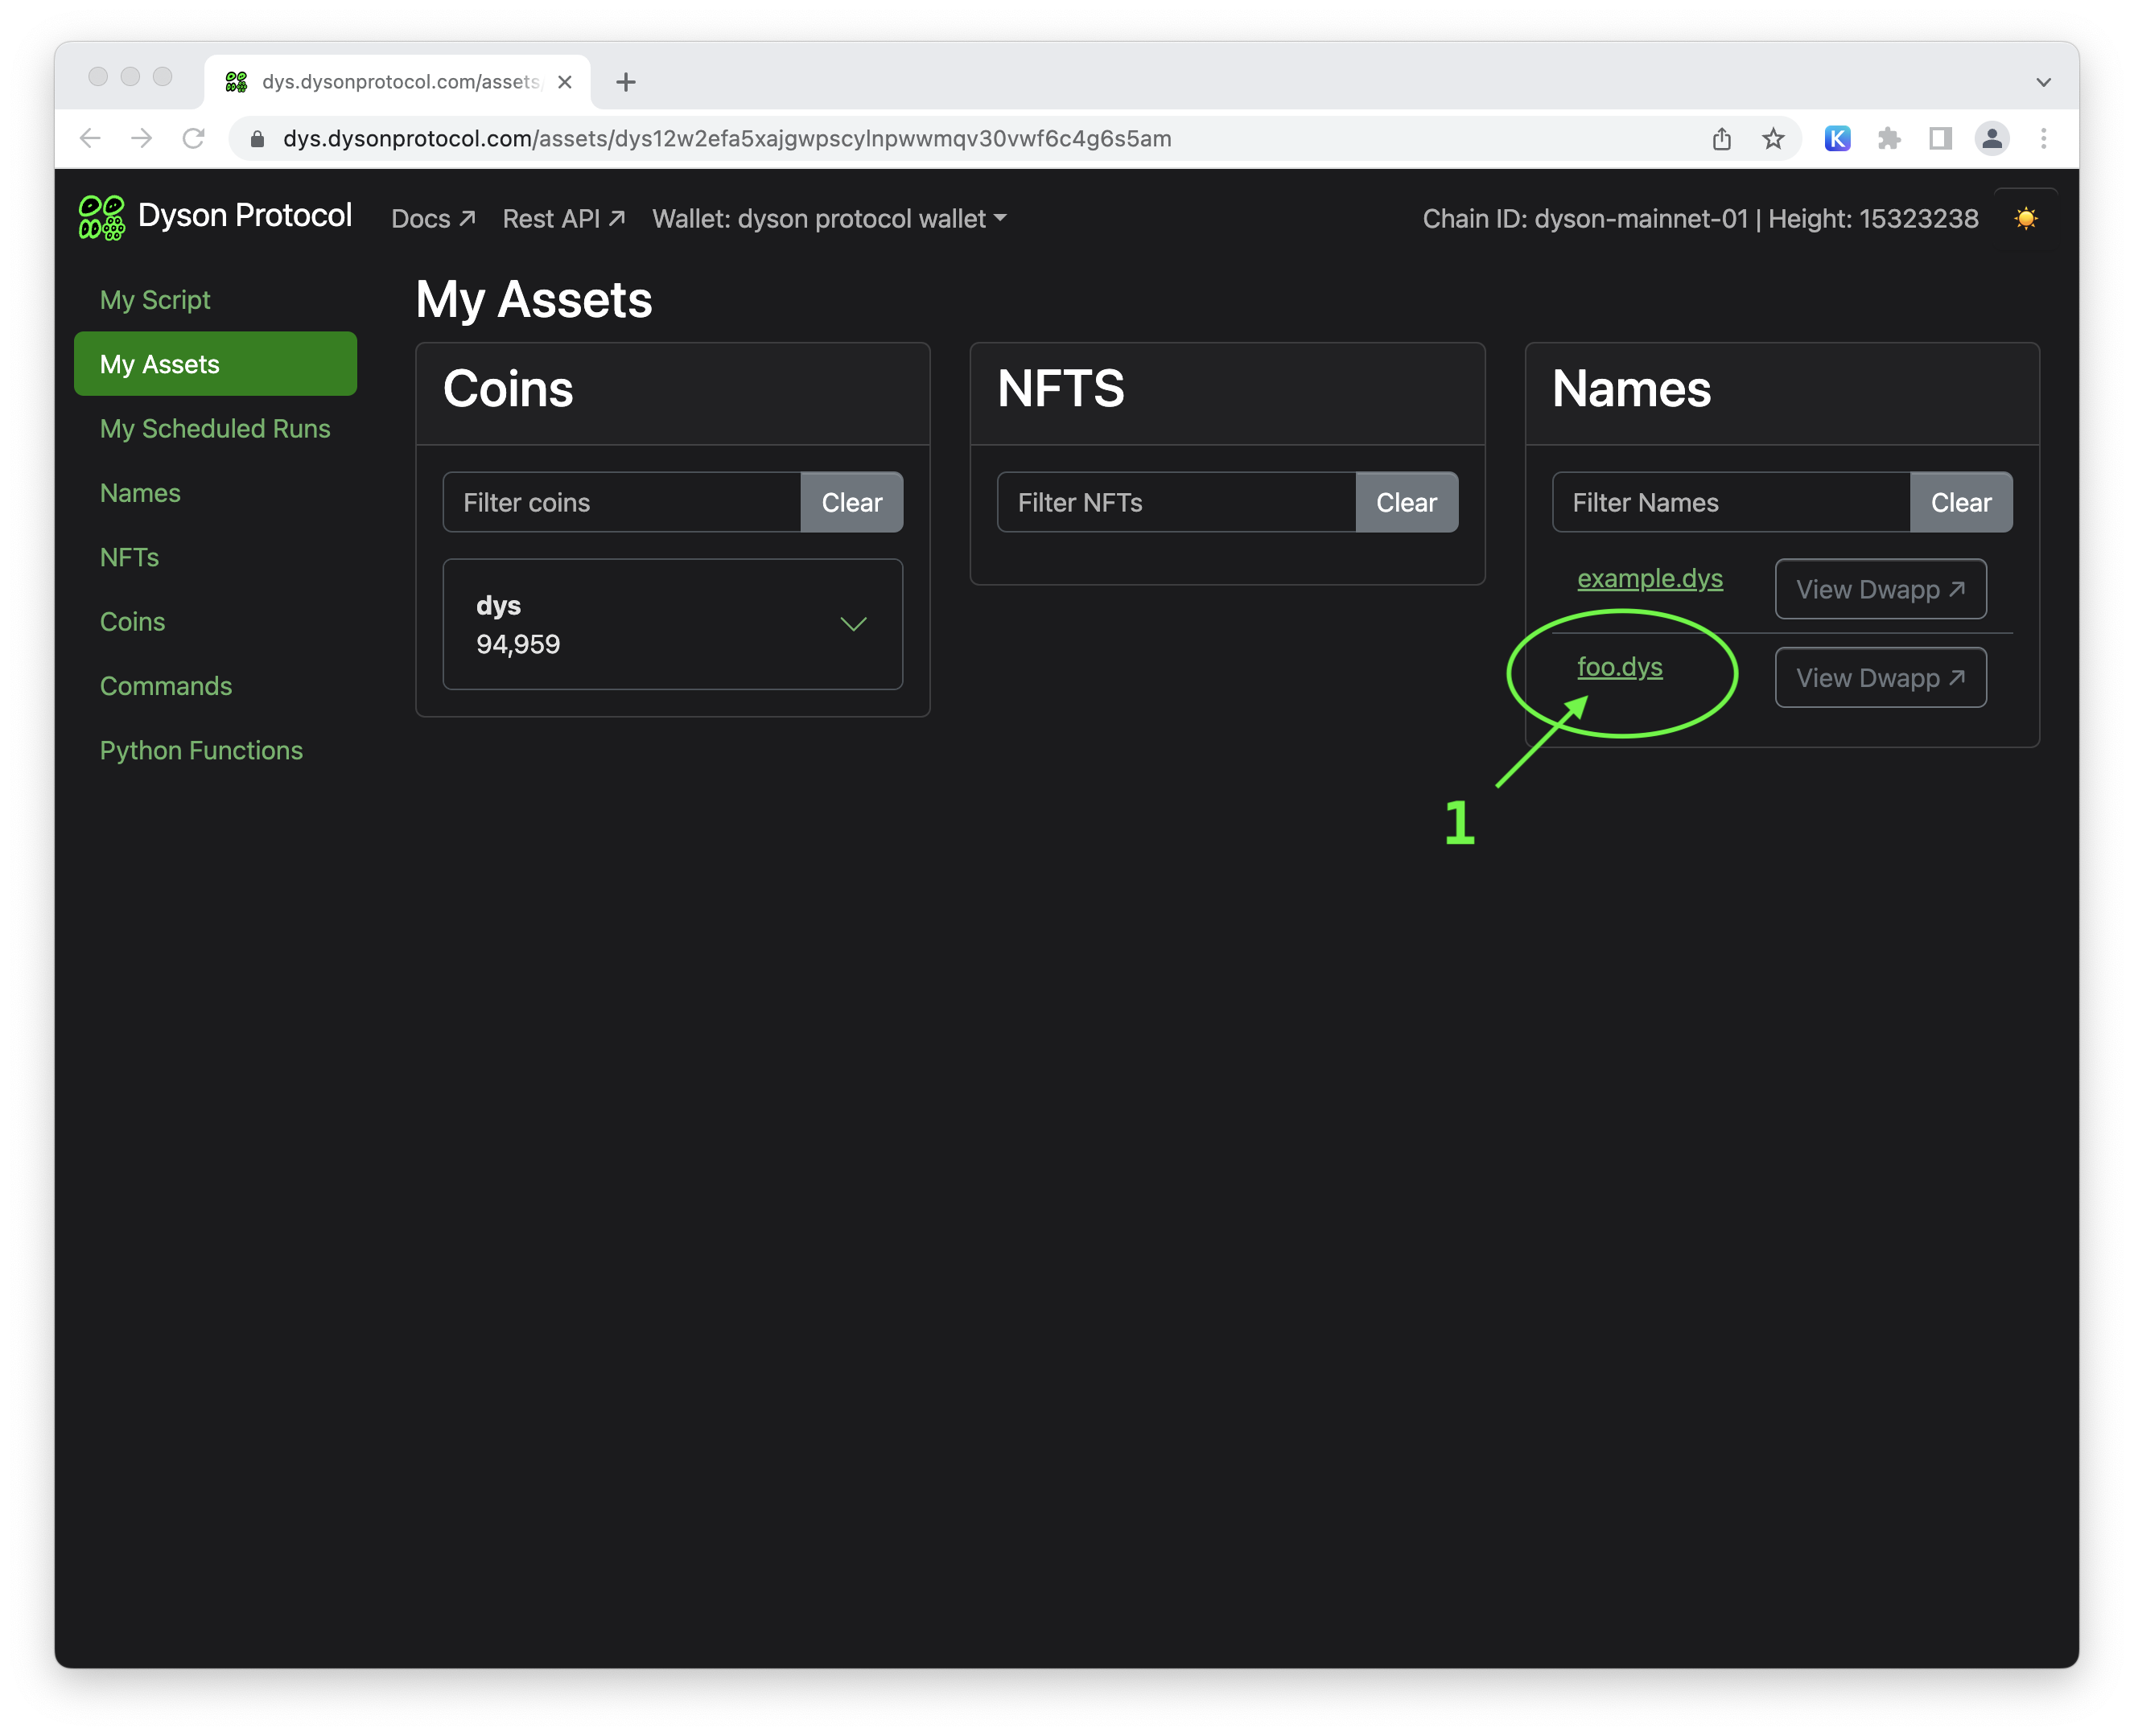 dys.dysonprotocol.com/assets/
dys.dysonprotocol.com/assets/dys12w2efa5xajgwpscylnpwwmqv30vwf6c4g6s5am
K
Dyson Protocol
Docs
Rest API
Wallet: dyson protocol wallet
Chain ID: dyson-mainnet-01 | Height: 15323238
My Script
My Assets
My Scheduled Runs
Names
NFTs
Coins
Commands
Python Functions
My Assets
Coins
Filter coins
Clear
dys
94,959
NFTS
Filter NFTs
Clear
Names
Filter Names
Clear
example.dys
View Dwapp
foo.dys
View Dwapp
1